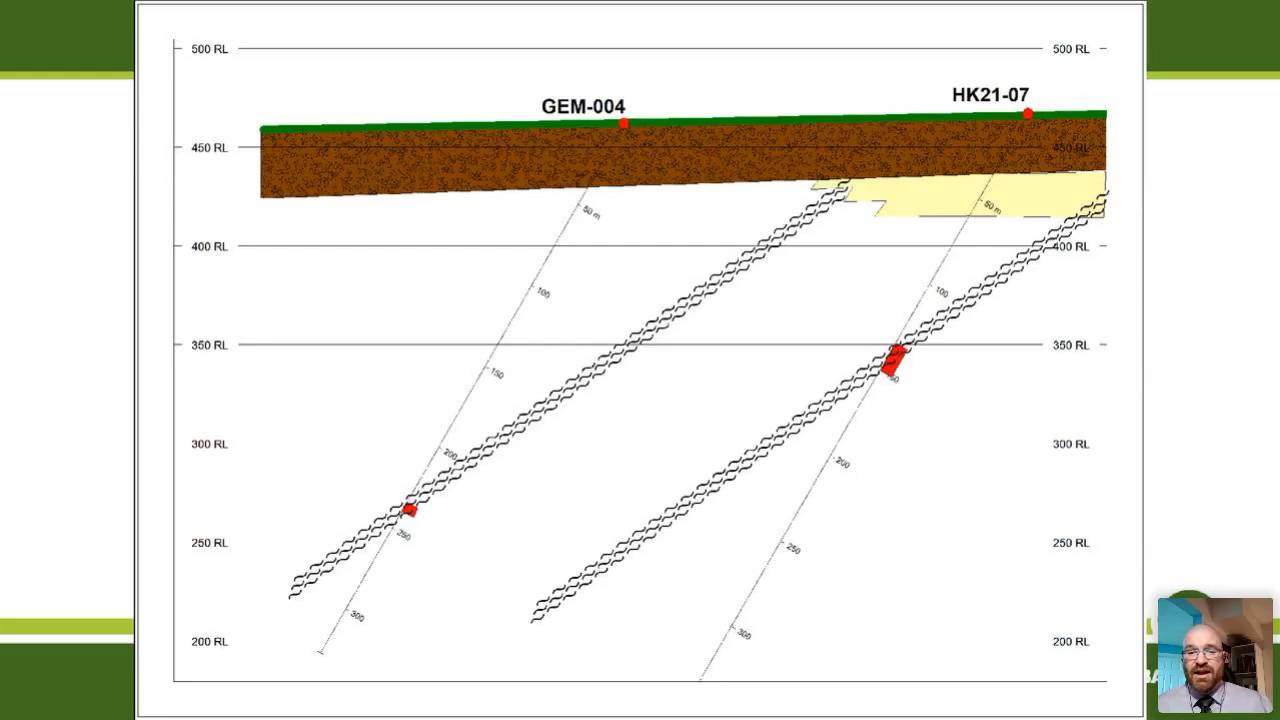 500 RL 500 RL
HK21-07
GEM-004
450 RL 450 RL
50 m 50 m
400 RL 400 RL
100 100
350 RL 350 RL
150
300 RL 300 RL
200 200
250
250 RL 250 RL
250
300
300
200 RL 200 RL